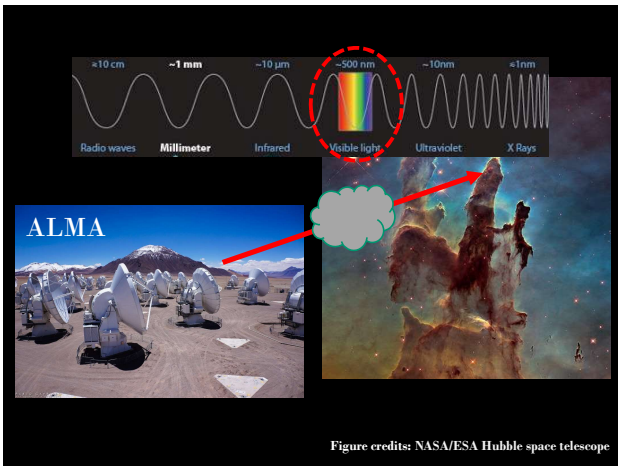 ≈10 cm ~1 mm ~10 µm ~500 nm ~10nm ≈1nm
Radio waves Millimeter Infrared Visible light Ultraviolet X Rays
ALMA
Figure credits: NASA/ESA Hubble space telescope